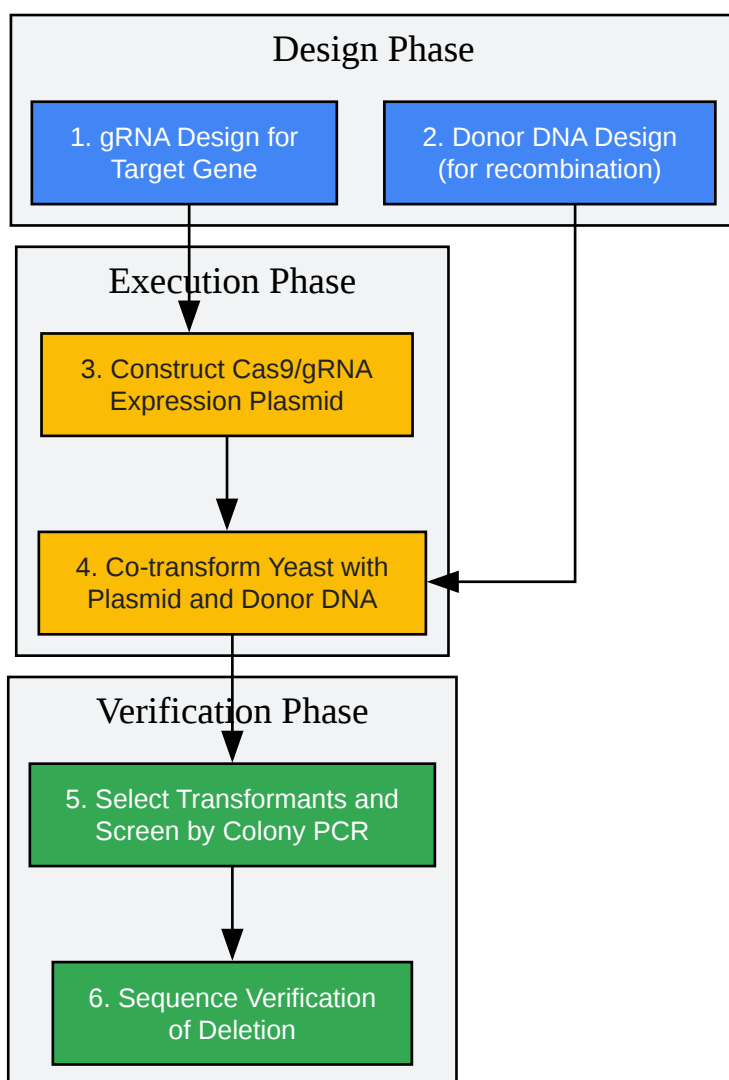 Design Phase
1. gRNA Design for
Target Gene
2. Donor DNA Design
(for recombination)
Execution Phase
3. Construct Cas9/gRNA
Expression Plasmid
4. Co-transform Yeast with
Plasmid and Donor DNA
Verification Phase
5. Select Transformants and
Screen by Colony PCR
6. Sequence Verification
of Deletion